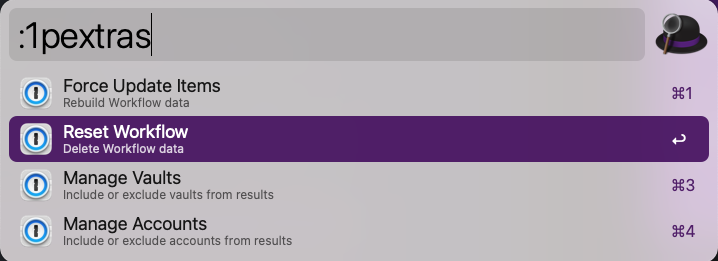 :1pextras
Force Update Items
Rebuild Workflow data
⌘1
Reset Workflow
Delete Workflow data
↩
Manage Vaults
Include or exclude vaults from results
⌘3
Manage Accounts
Include or exclude accounts from results
⌘4